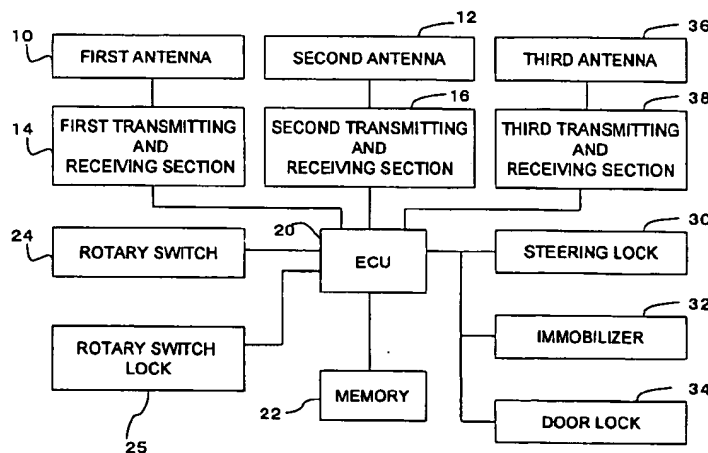 10
FIRST ANTENNA
12
SECOND ANTENNA
36
THIRD ANTENNA
14
FIRST TRANSMITTING
AND
RECEIVING SECTION
16
SECOND TRANSMITTING
AND
RECEIVING SECTION
38
THIRD TRANSMITTING
AND
RECEIVING SECTION
24
ROTARY SWITCH
20
ECU
30
STEERING LOCK
32
IMMOBILIZER
ROTARY SWITCH
LOCK
25
22
MEMORY
34
DOOR LOCK